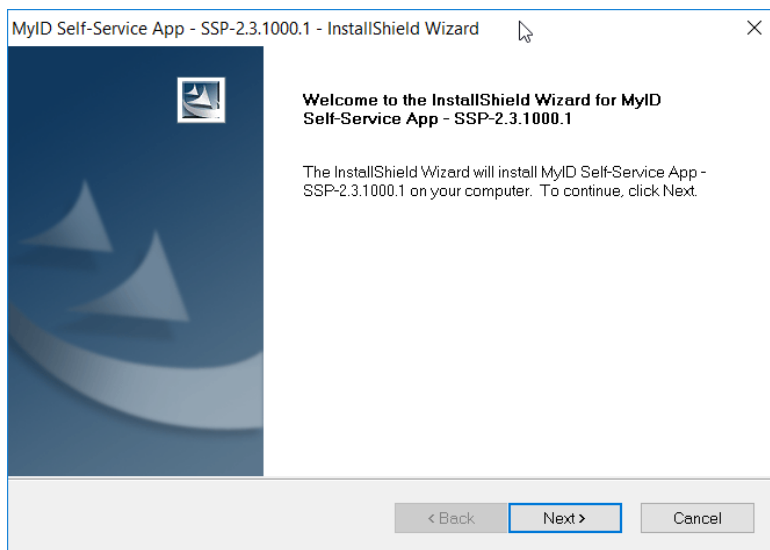 MyID Self-Service App - SSP-2.3.1000.1 - InstallShield Wizard
Welcome to the InstallShield Wizard for MyID
Self-Service App - SSP-2.3.1000.1
The InstallShield Wizard will install MyID Self-Service App -
SSP-2.3.1000.1 on your computer. To continue, click Next.
< Back Next > Cancel